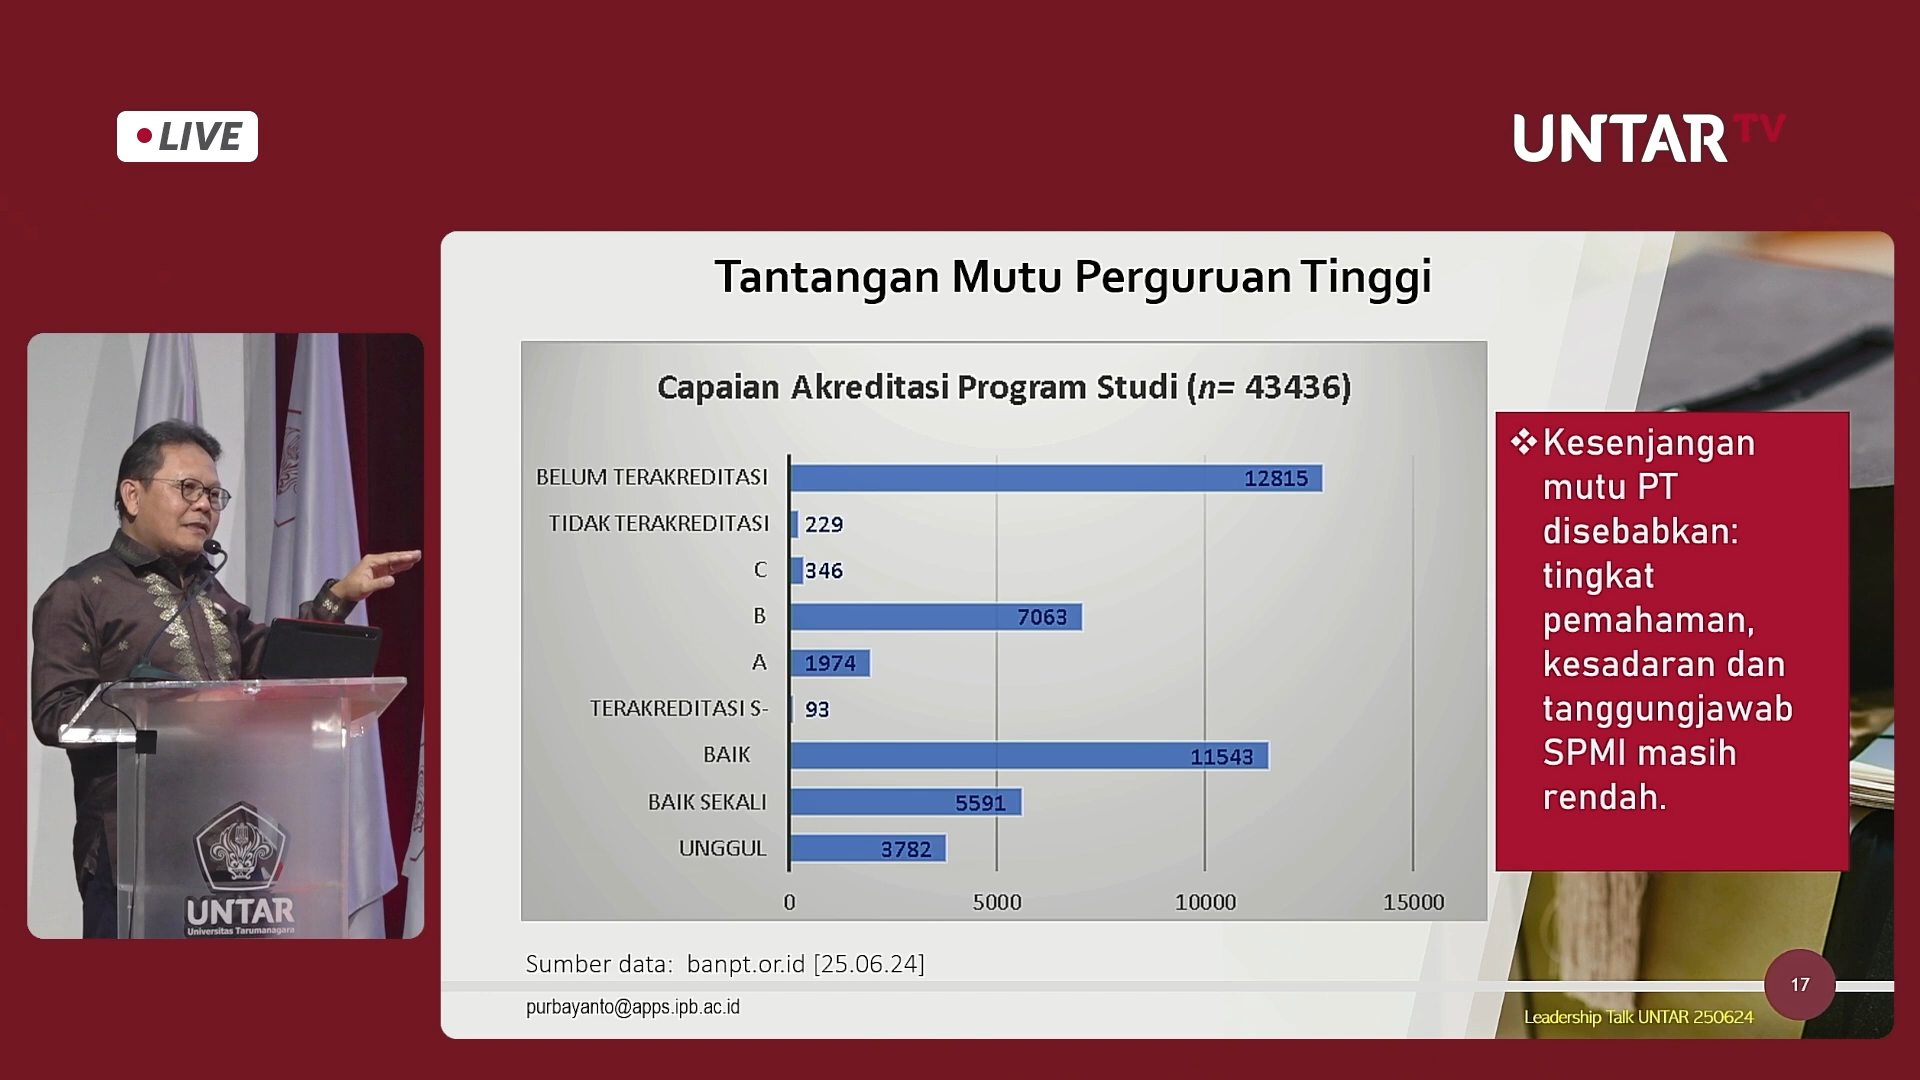 LIVE
UNTAR TV
Tantangan Mutu Perguruan Tinggi
Capaian Akreditasi Program Studi (n= 43436)
BELUM TERAKREDITASI 12815
TIDAK TERAKREDITASI 229
C 346
B 7063
A 1974
TERAKREDITASI S- 93
BAIK 11543
BAIK SEKALI 5591
UNGGUL 3782
0 5000 10000 15000
❖Kesenjangan
mutu PT
disebabkan:
tingkat
pemahaman,
kesadaran dan
tanggungjawab
SPMI masih
rendah.
Sumber data: banpt.or.id [25.06.24]
purbayanto@apps.ipb.ac.id
17
Leadership Talk UNTAR 250624
UNTAR
Universitas Tarumanagara